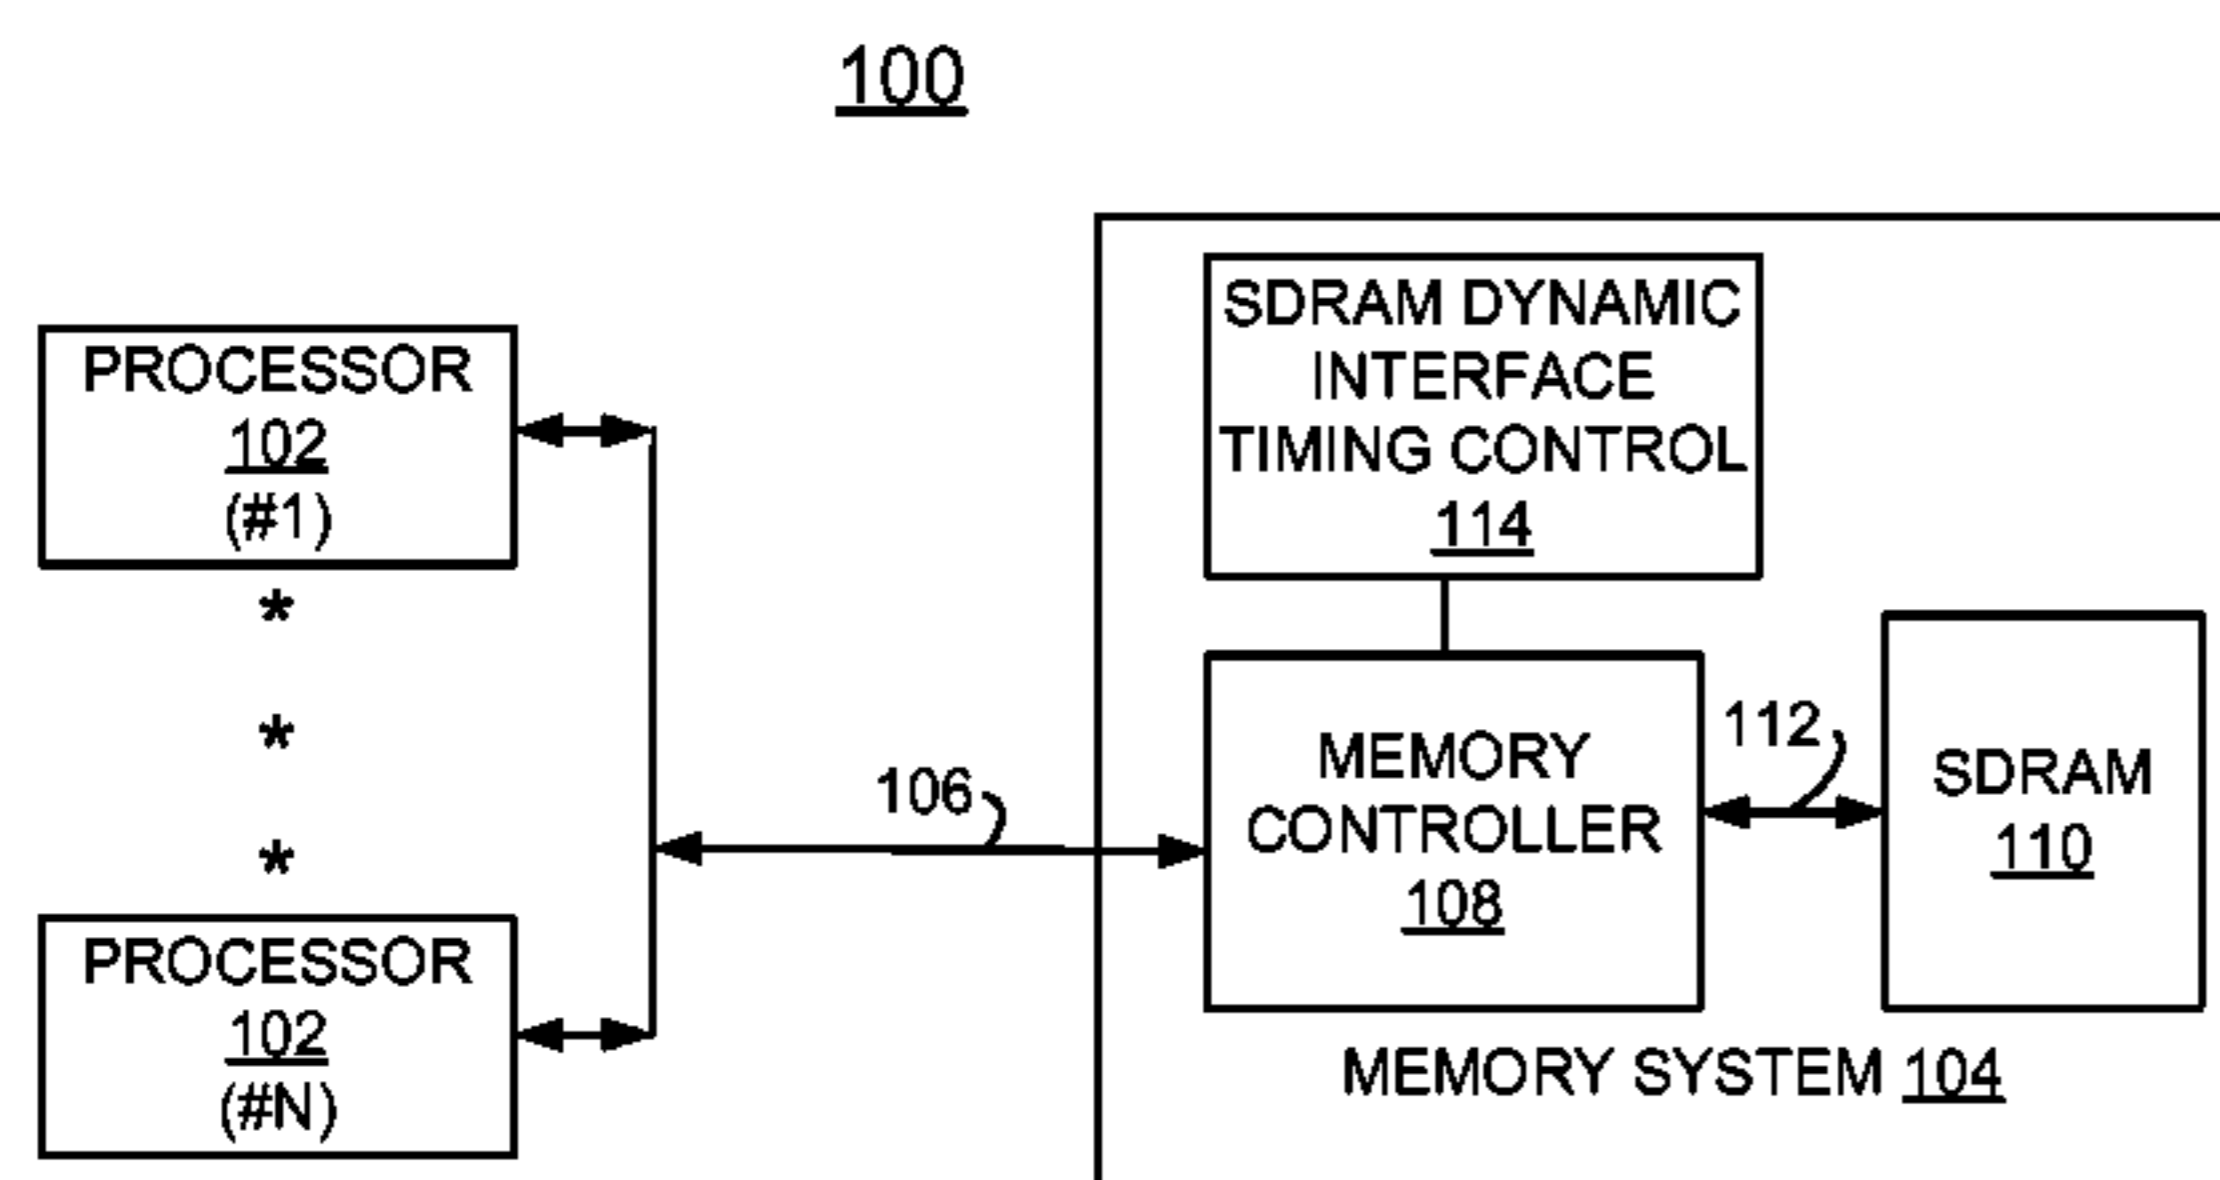 100
PROCESSOR
102
(#1)
*
*
*
PROCESSOR
102
(#N)
106
SDRAM DYNAMIC
INTERFACE
TIMING CONTROL
114
MEMORY
CONTROLLER
108
112
SDRAM
110
MEMORY SYSTEM 104